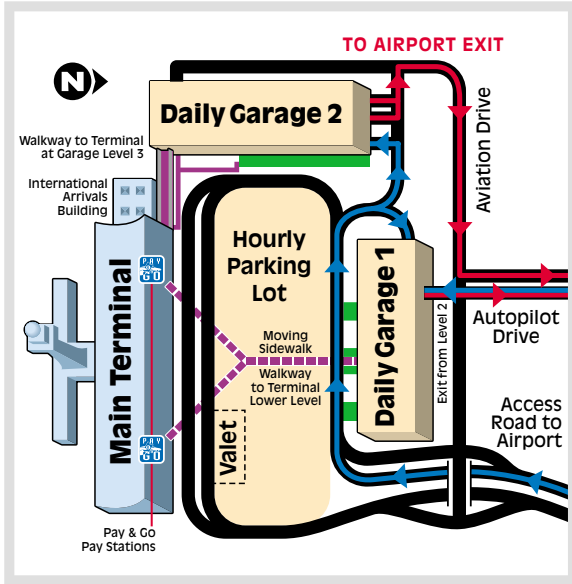 TO AIRPORT EXIT
N
Daily Garage 2
Walkway to Terminal
at Garage Level 3
Aviation Drive
International
Arrivals
Building
PAY
GO
Hourly
Parking
Lot
Main Terminal
Daily Garage 1
Exit from Level 2
Autopilot
Drive
Moving
Sidewalk
Walkway
to Terminal
Lower Level
Access
Road to
Airport
Valet
PAY
GO
Pay & Go
Pay Stations